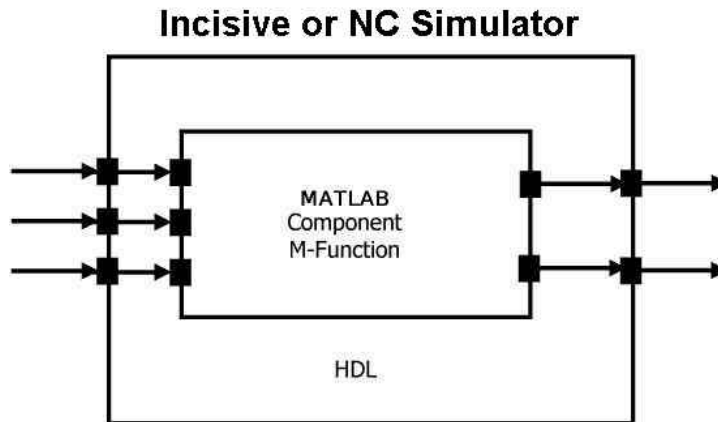 Incisive or NC Simulator
MATLAB
Component
M-Function
HDL